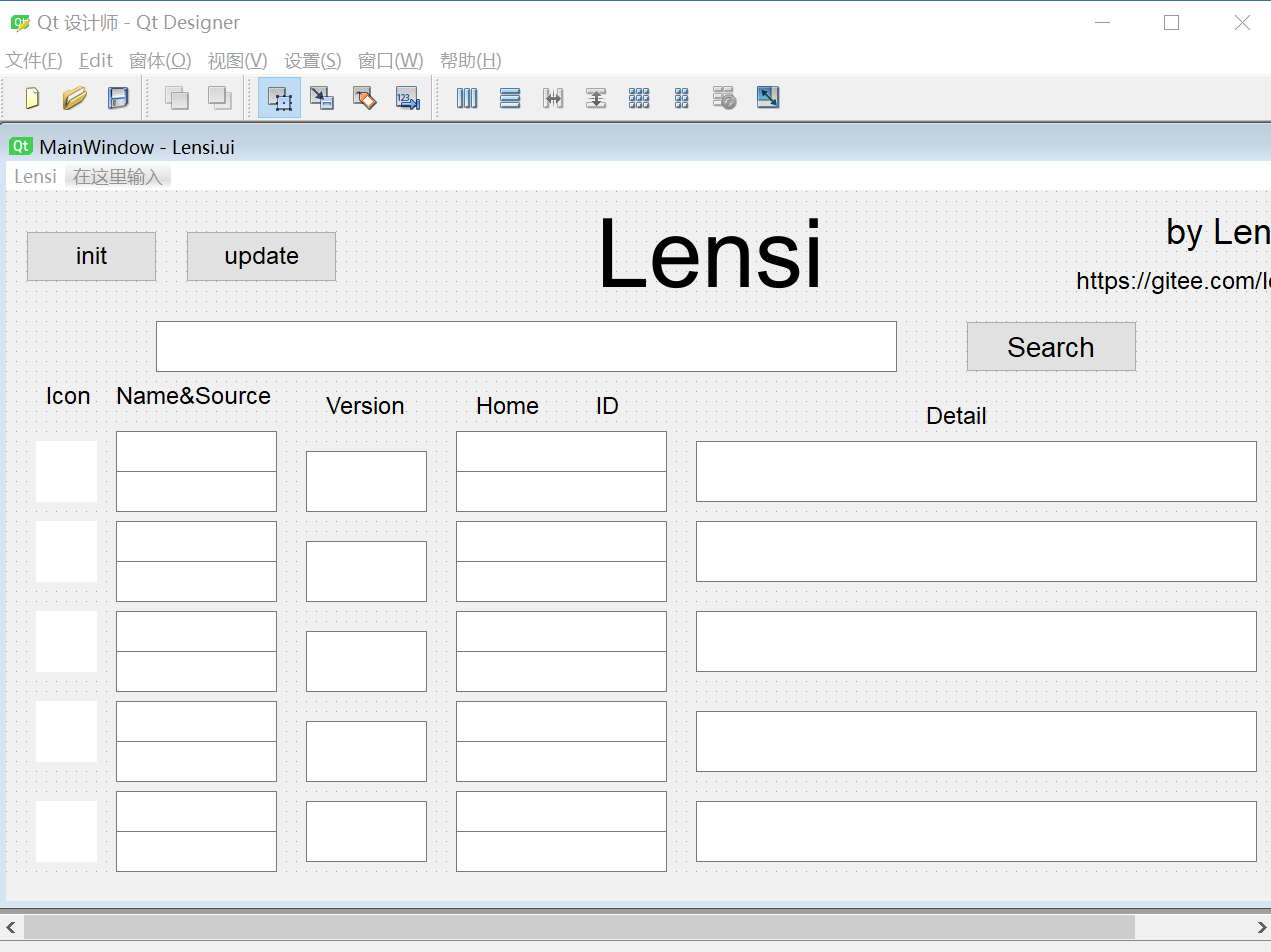 Qt 设计师 - Qt Designer
文件(F) Edit 窗体(O) 视图(V) 设置(S) 窗口(W) 帮助(H)
123
Qt MainWindow - Lensi.ui
Lensi 在这里输入
init update Lensi by Len
https://gitee.com/l
Search
Icon Name&Source Version Home ID Detail